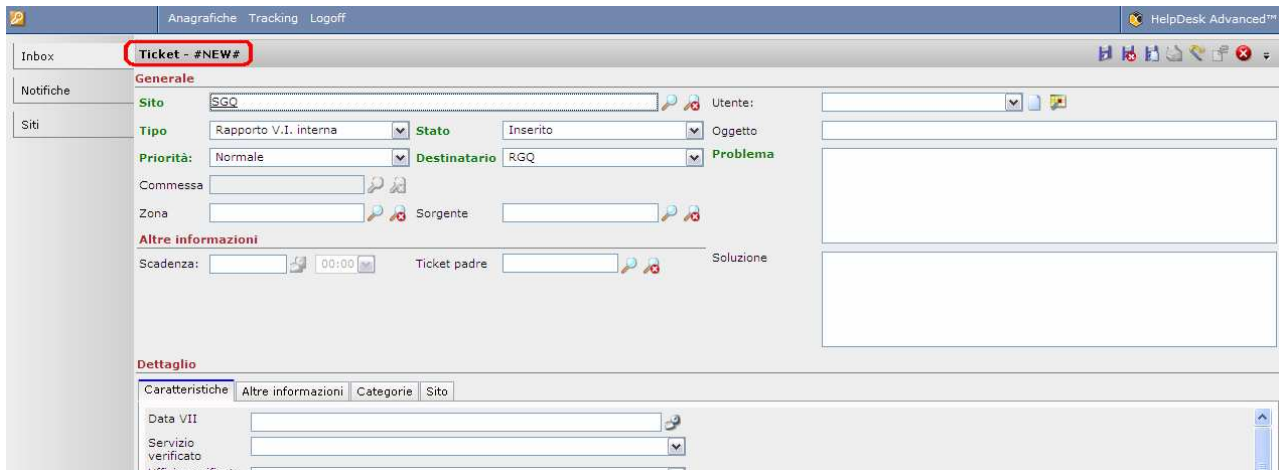 Anagrafiche Tracking Logoff
HelpDesk Advanced™
Inbox
Notifiche
Siti
Ticket - #NEW#
Generale
Sito SGQ
Utente:
Tipo Rapporto V.I. interna
Stato Inserito
Oggetto
Priorità: Normale
Destinatario RGQ
Problema
Commessa
Zona
Sorgente
Altre informazioni
Scadenza: 00:00
Ticket padre
Soluzione
Dettaglio
Caratteristiche Altre informazioni Categorie Sito
Data VII
Servizio
verificato